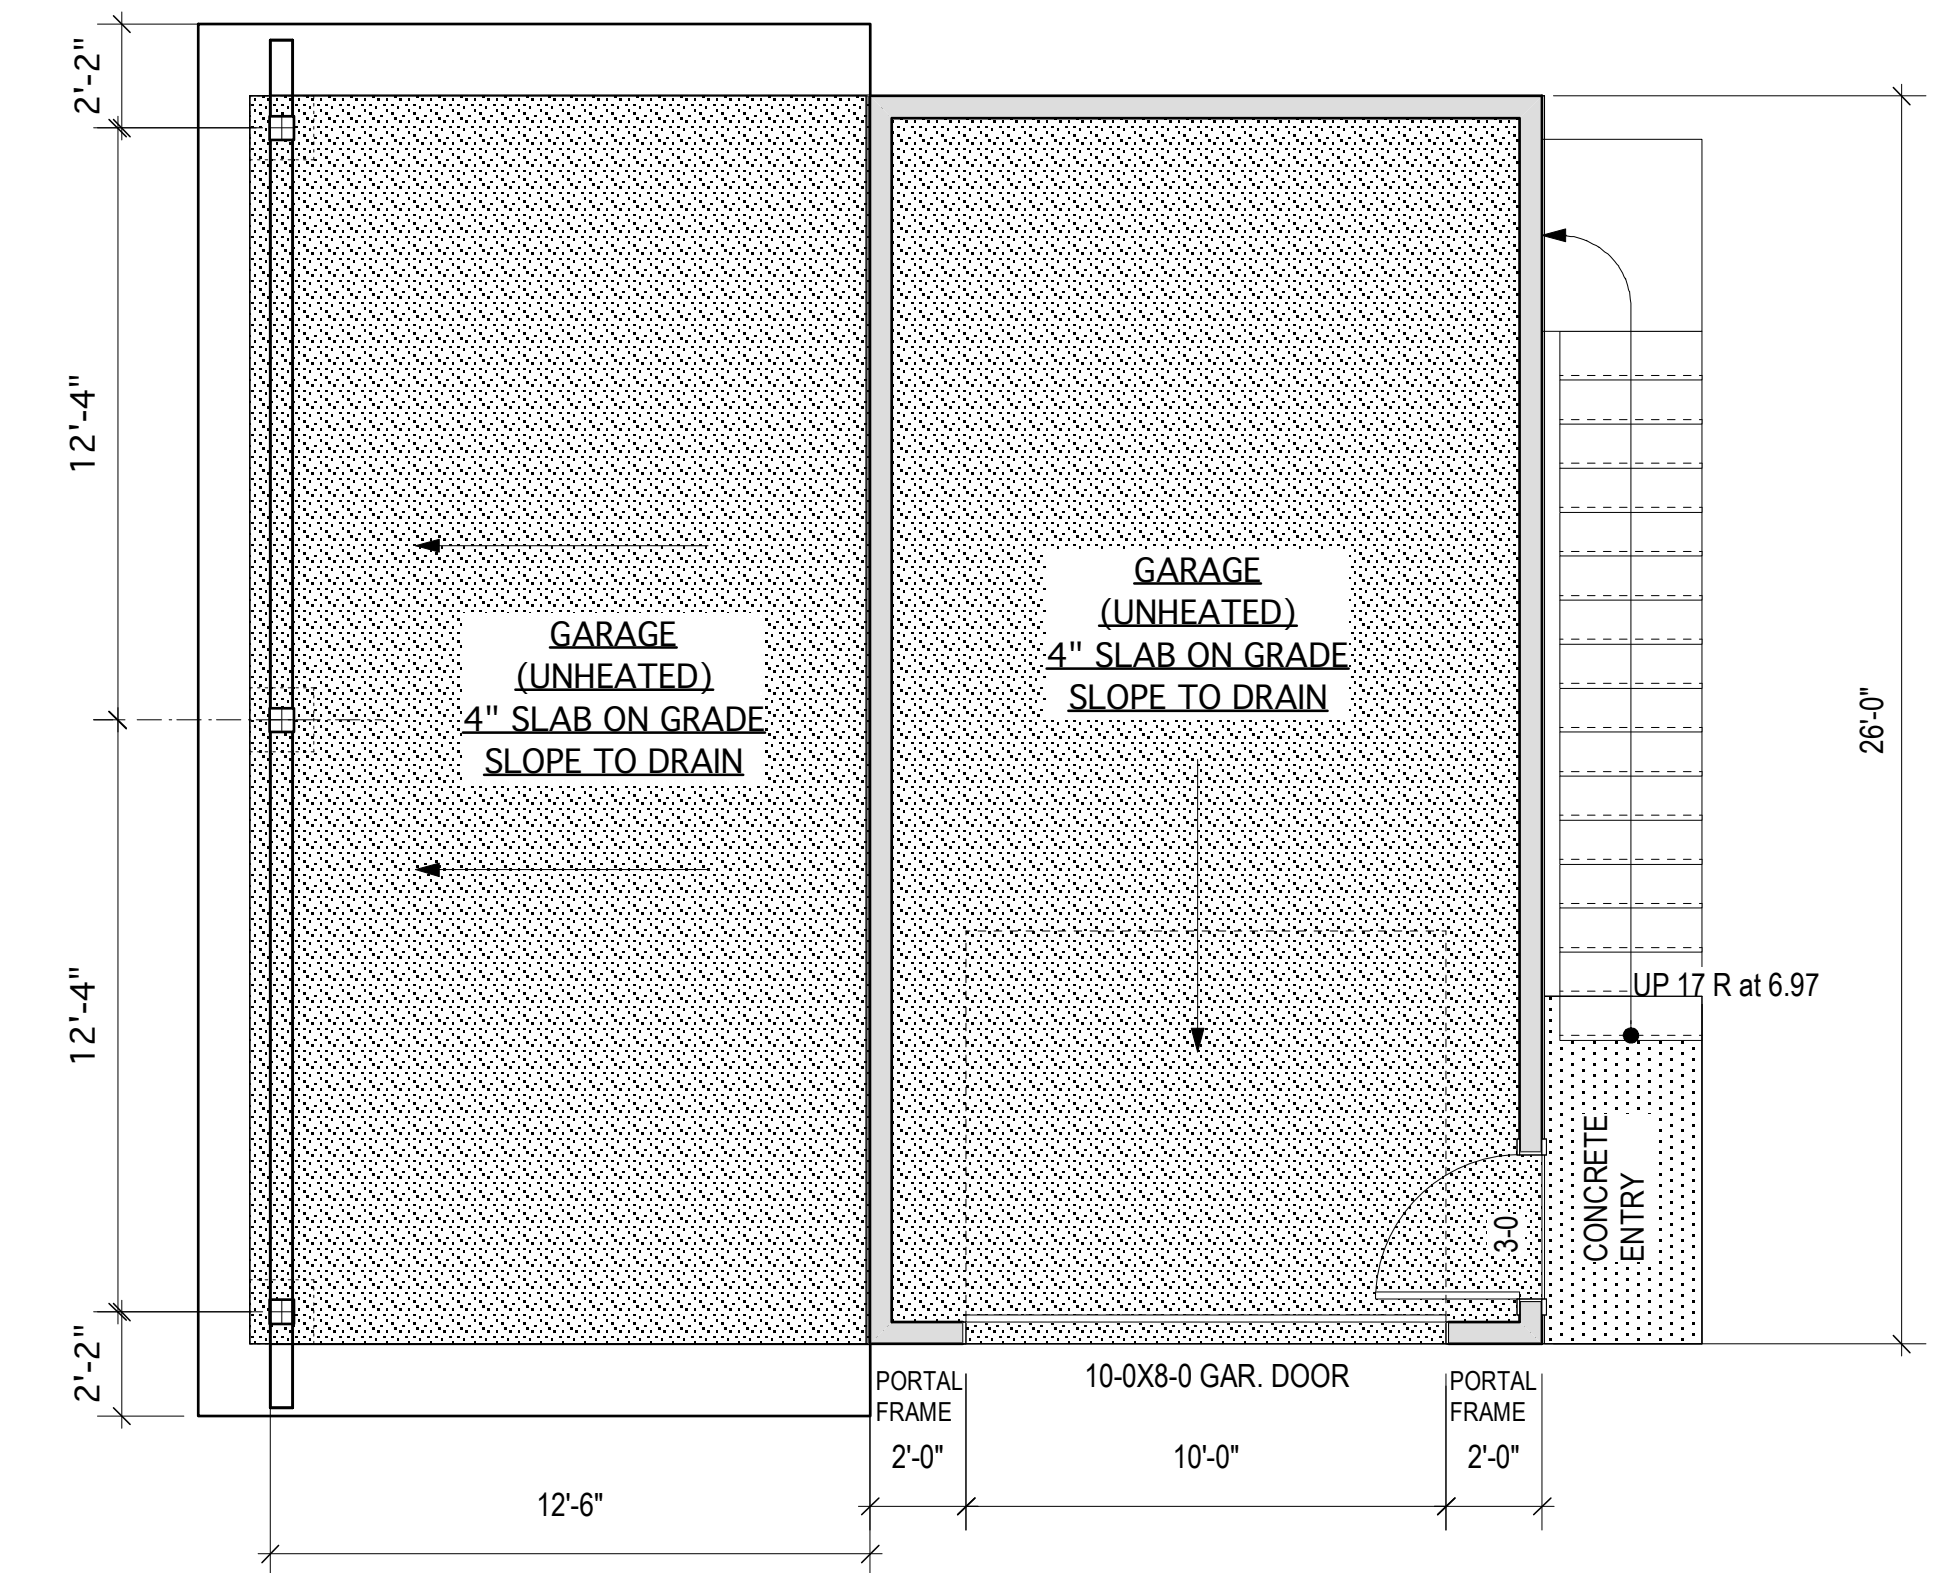 2'-2"
12'-4"
12'-4"
2'-2"
GARAGE
(UNHEATED)
4" SLAB ON GRADE
SLOPE TO DRAIN
GARAGE
(UNHEATED)
4" SLAB ON GRADE
SLOPE TO DRAIN
26'-0"
UP 17 R at 6.97
CONCRETE
ENTRY
3-0
10-0X8-0 GAR. DOOR
PORTAL
FRAME
2'-0"
10'-0"
PORTAL
FRAME
2'-0"
12'-6"